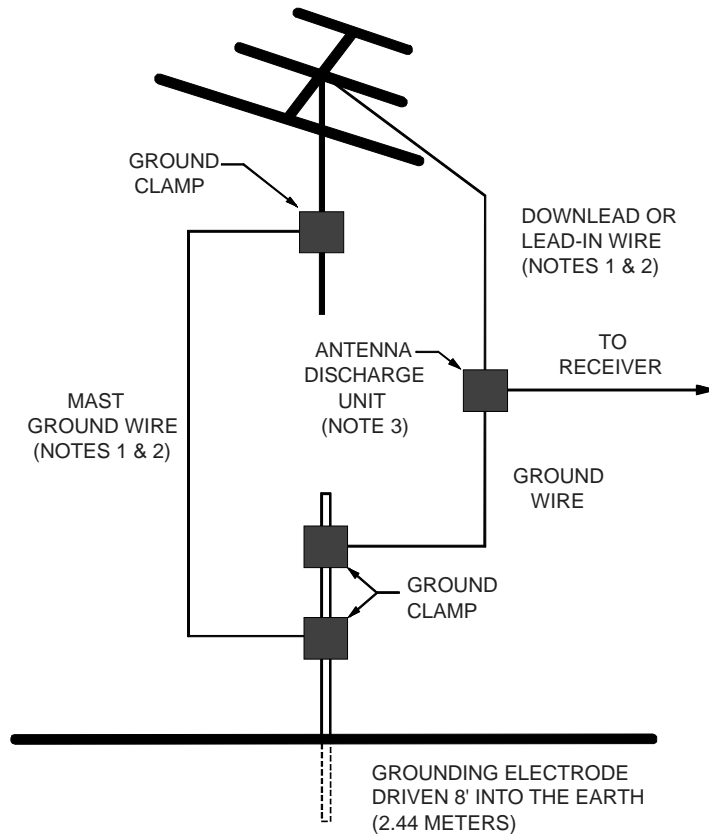 GROUND
CLAMP
DOWNLEAD OR
LEAD-IN WIRE
(NOTES 1 & 2)
ANTENNA
DISCHARGE
UNIT
(NOTE 3)
TO
RECEIVER
MAST
GROUND WIRE
(NOTES 1 & 2)
GROUND
WIRE
GROUND
CLAMP
GROUNDING ELECTRODE
DRIVEN 8' INTO THE EARTH
(2.44 METERS)